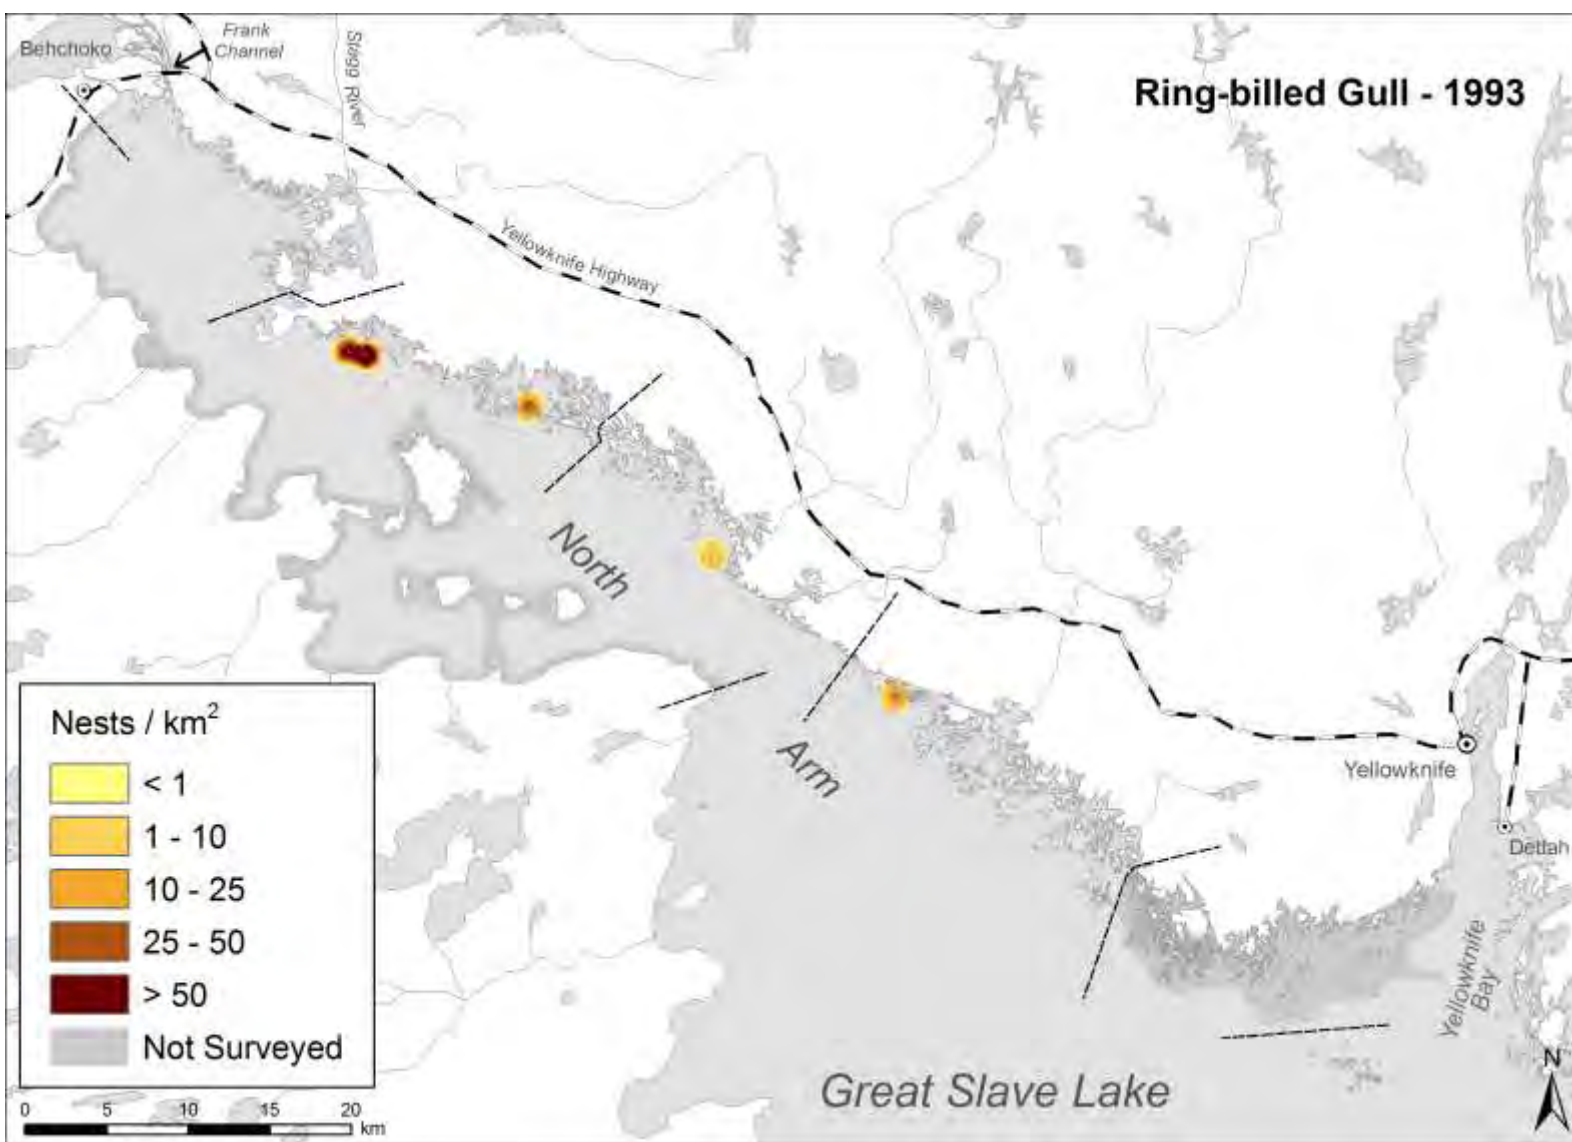 Behchoko
Frank
Channel
Stagg River
Ring-billed Gull - 1993
Yellowknife Highway
North
Arm
Yellowknife
Dettah
Yellowknife
Bay
Great Slave Lake
Nests / km2
< 1
1 - 10
10 - 25
25 - 50
> 50
Not Surveyed
0 5 10 15 20
km
N